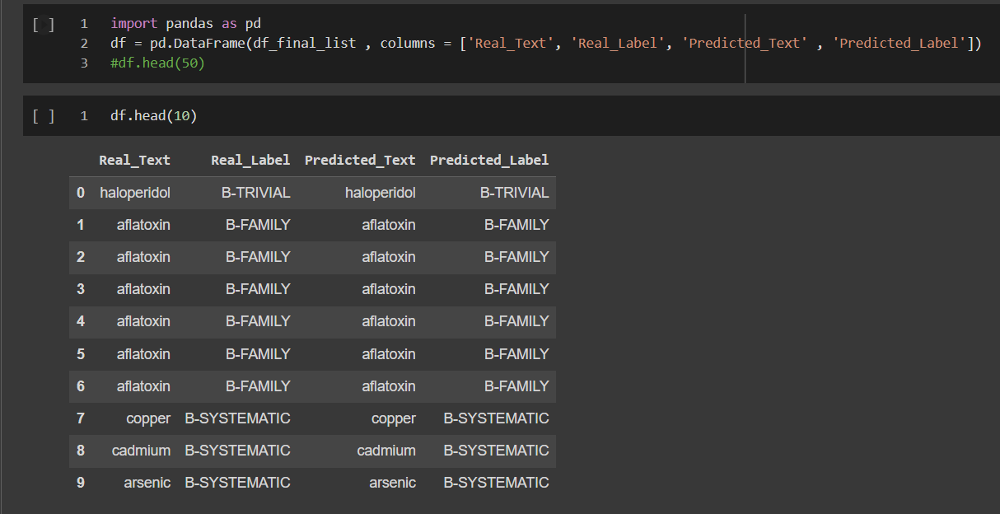 [ ] 1 import pandas as pd
2 df = pd.DataFrame(df_final_list , columns = ['Real_Text', 'Real_Label', 'Predicted_Text' , 'Predicted_Label'])
3 #df.head(50)
[ ] 1 df.head(10)
Real_Text Real_Label Predicted_Text Predicted_Label
0 haloperidol B-TRIVIAL haloperidol B-TRIVIAL
1 aflatoxin B-FAMILY aflatoxin B-FAMILY
2 aflatoxin B-FAMILY aflatoxin B-FAMILY
3 aflatoxin B-FAMILY aflatoxin B-FAMILY
4 aflatoxin B-FAMILY aflatoxin B-FAMILY
5 aflatoxin B-FAMILY aflatoxin B-FAMILY
6 aflatoxin B-FAMILY aflatoxin B-FAMILY
7 copper B-SYSTEMATIC copper B-SYSTEMATIC
8 cadmium B-SYSTEMATIC cadmium B-SYSTEMATIC
9 arsenic B-SYSTEMATIC arsenic B-SYSTEMATIC